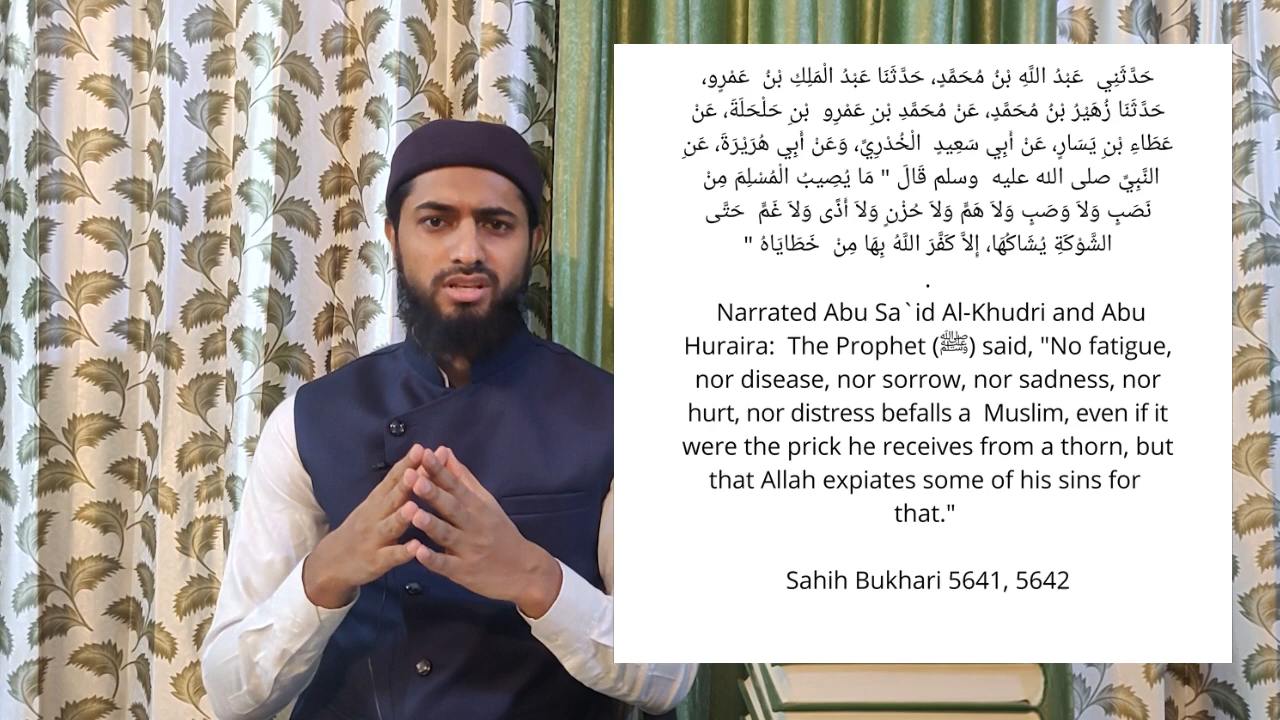 حَدَّثَنِي عَبْدُ اللَّهِ بْنُ مُحَمَّدٍ، حَدَّثَنَا عَبْدُ الْمَلِكِ بْنُ عَمْرٍو،
حَدَّثَنَا زُهَيْرُ بْنُ مُحَمَّدٍ، عَنْ مُحَمَّدِ بْنِ عَمْرِو بْنِ حَلْحَلَةَ، عَنْ
عَطَاءِ بْنِ يَسَارٍ، عَنْ أَبِي سَعِيدٍ الْخُدْرِيِّ، وَعَنْ أَبِي هُرَيْرَةَ، عَنِ
النَّبِيِّ صلى الله عليه وسلم قَالَ " مَا يُصِيبُ الْمُسْلِمَ مِنْ
نَصَبٍ وَلاَ وَصَبٍ وَلاَ هَمٍّ وَلاَ حُزْنٍ وَلاَ أَذًى وَلاَ غَمٍّ حَتَّى
الشَّوْكَةِ يُشَاكُهَا، إِلاَّ كَفَّرَ اللَّهُ بِهَا مِنْ خَطَايَاهُ "
.
Narrated Abu Sa`id Al-Khudri and Abu
Huraira: The Prophet (ﷺ) said, "No fatigue,
nor disease, nor sorrow, nor sadness, nor
hurt, nor distress befalls a Muslim, even if it
were the prick he receives from a thorn, but
that Allah expiates some of his sins for
that."
Sahih Bukhari 5641, 5642